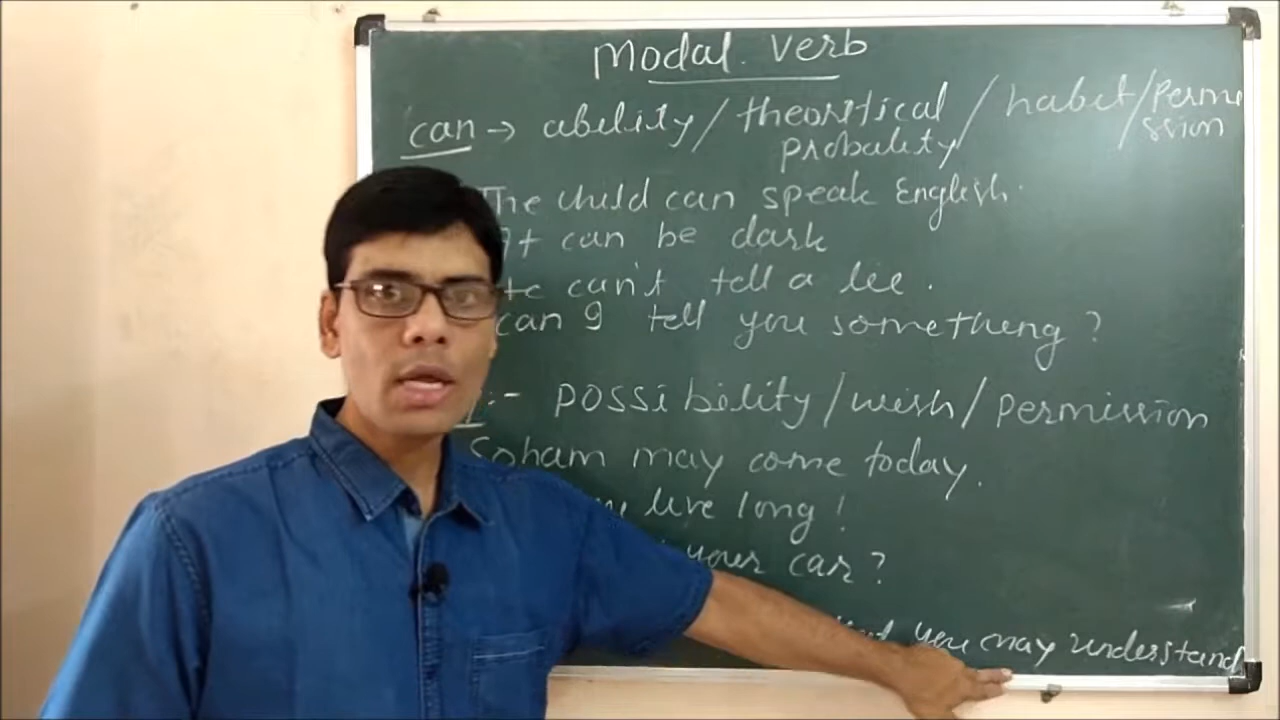 Modal Verb
can → ability / theoritical / habit / Permi
probality / ssion
The child can speak English.
It can be dark
can't tell a lie.
can I tell you something?
:- Possibility / wish / permission
Soham may come today.
live long!
your car?
you may understand